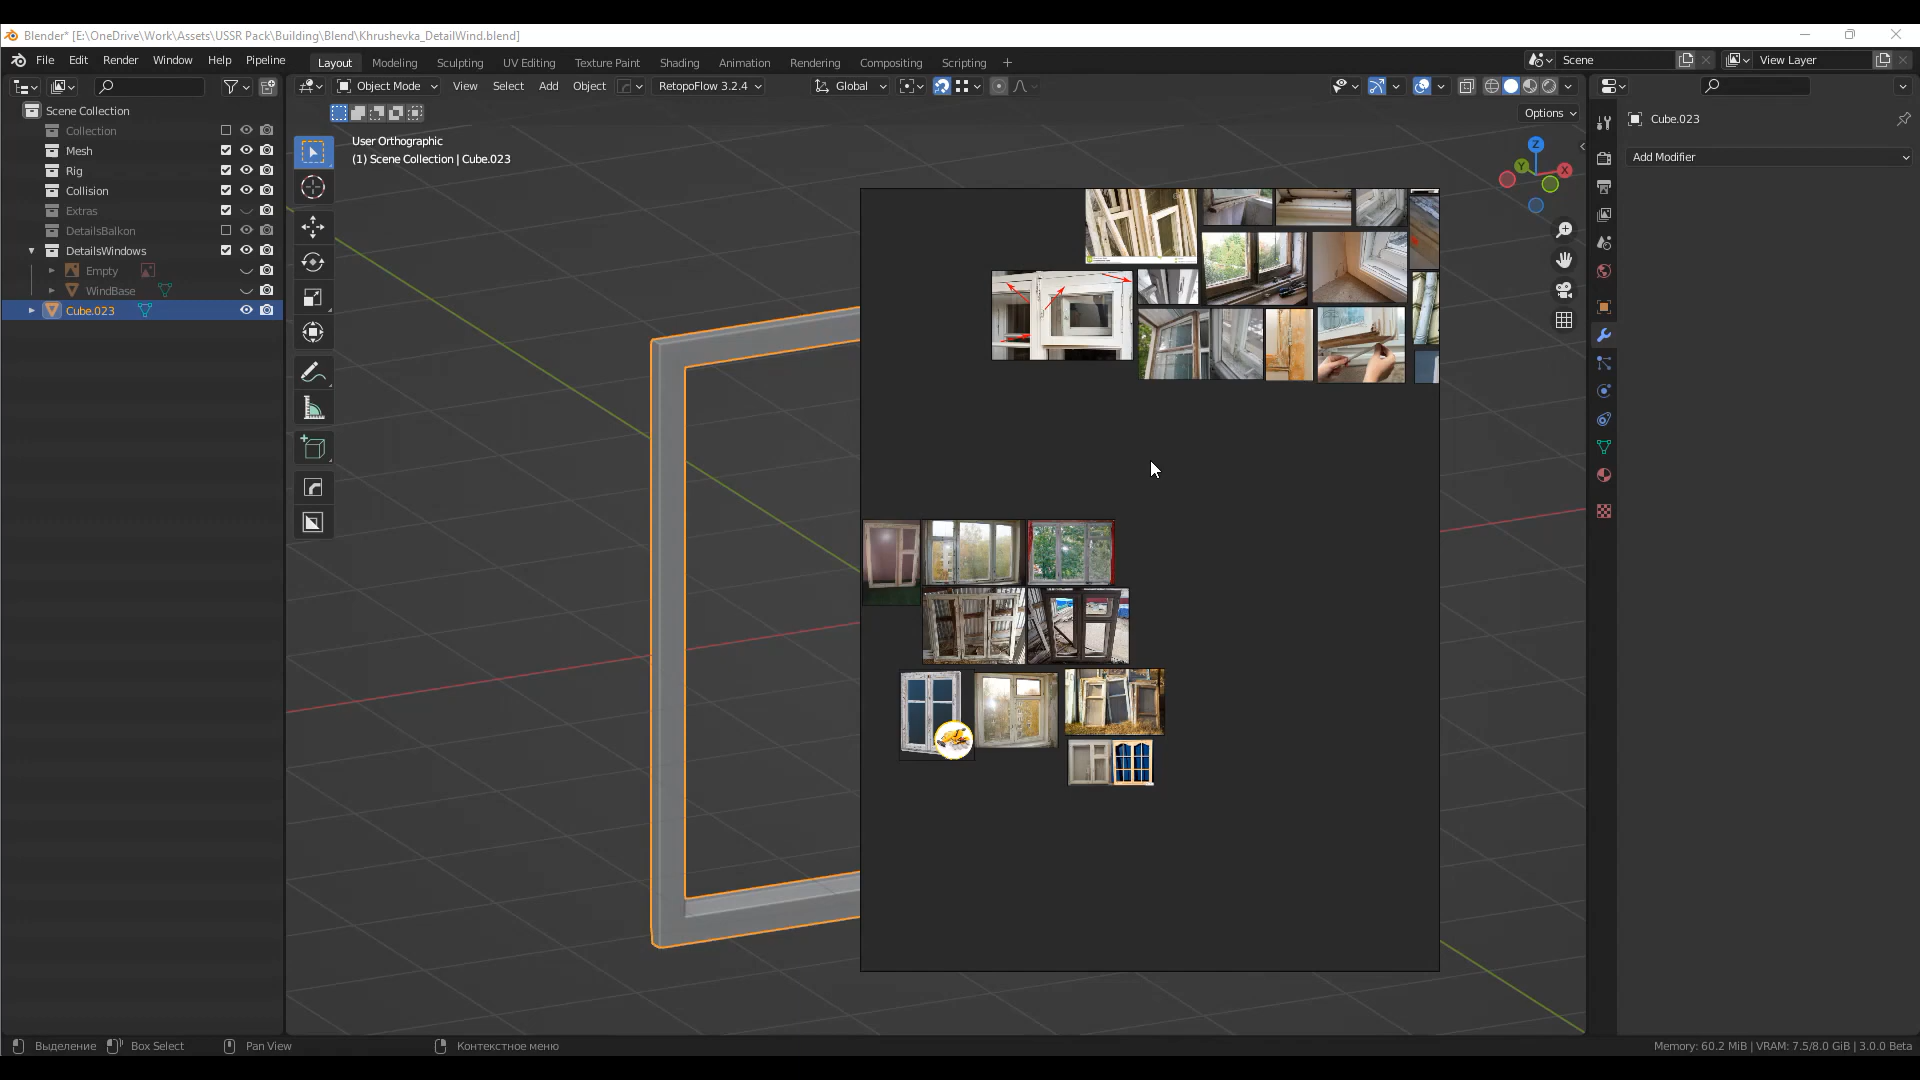 Blender* [E:\OneDrive\Work\Assets\USSR Pack\Building\Blend\Khrushevka_DetailWind.blend]
File Edit Render Window Help Pipeline
Layout Modeling Sculpting UV Editing Texture Paint Shading Animation Rendering Compositing Scripting +
Scene
View Layer
Object Mode View Select Add Object RetopoFlow 3.2.4
Global
Options
Scene Collection
Collection
Mesh
Rig
Collision
Extras
DetailsBalkon
DetailsWindows
Empty
WindBase
Cube.023
User Orthographic
(1) Scene Collection | Cube.023
Z
Y
X
Cube.023
Add Modifier
Выделение
Box Select
Pan View
Контекстное меню
Memory: 60.2 MiB | VRAM: 7.5/8.0 GiB | 3.0.0 Beta